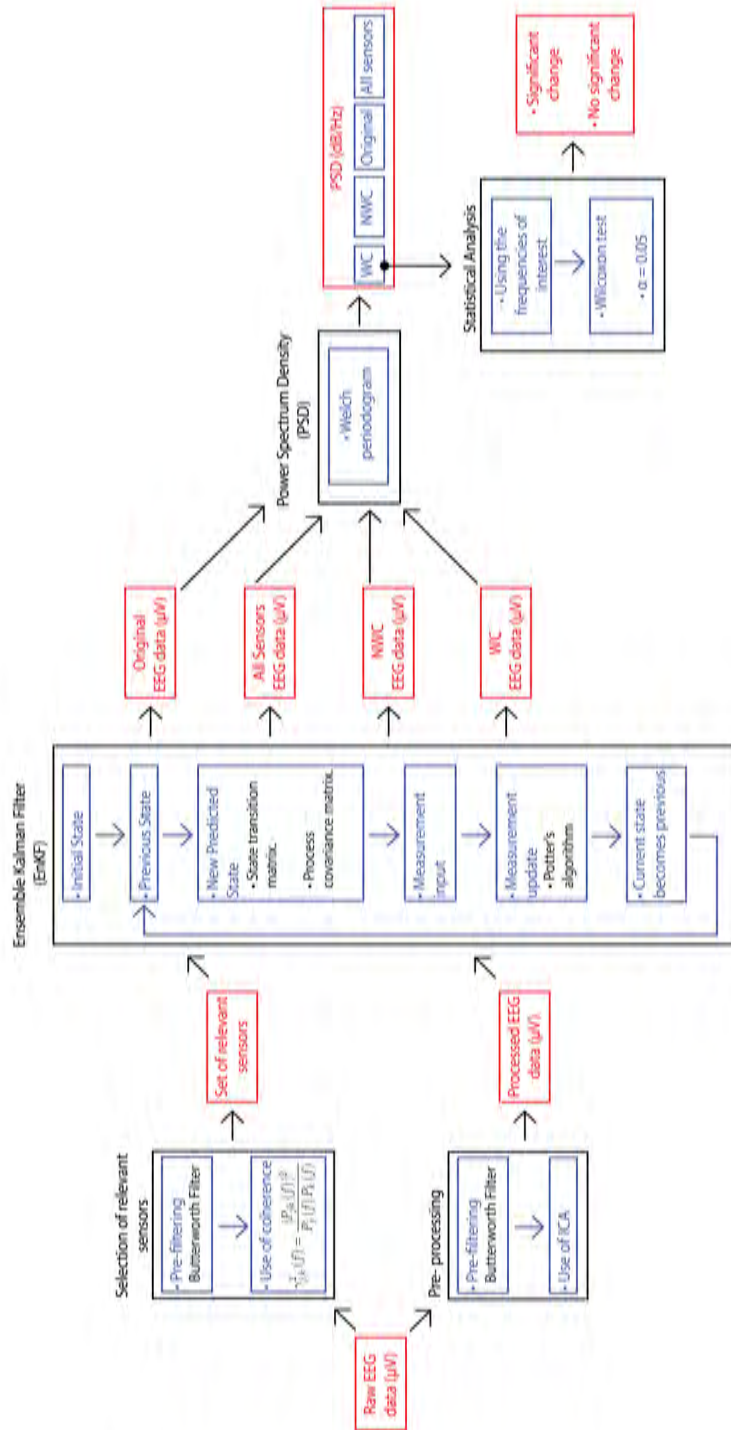 Raw EEG
data (µV)
Selection of relevant
sensors
• Pre-filtering
Butterworth Filter
• Use of coherence
γ²ⱼₖ(f) = |Pⱼₖ(f)|² / Pⱼ(f) Pₖ(f)
Pre- processing
• Pre-filtering
Butterworth Filter
• Use of ICA
Set of relevant
sensors
Processed EEG
data (µV)
Ensemble Kalman Filter
(EnKF)
• Initial State
• Previous State
• New Predicted
State
• State transition
matrix.
• Process
covariance matrix.
• Measurement
input
• Measurement
update
• Potter's
algorithm
• Current state
becomes previous
Original
EEG data (µV)
All Sensors
EEG data (µV)
NWC
EEG data (µV)
WC
EEG data (µV)
Power Spectrum Density
(PSD)
• Welch
periodogram
PSD (dB/Hz)
WC
NWC
Original
All sensors
Statistical Analysis
• Using the
frequencies of
interest
• Wilcoxon test
• α = 0.05
• Significant
change
• No significant
change